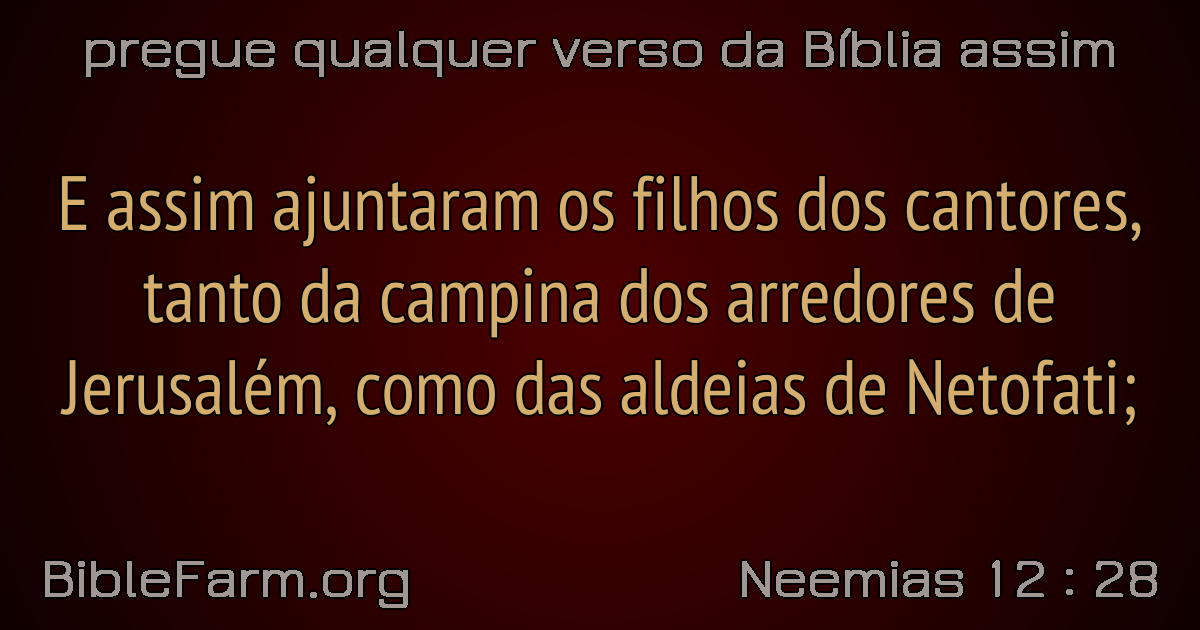 pregue qualquer verso da Bíblia assim
E assim ajuntaram os filhos dos cantores,
tanto da campina dos arredores de
Jerusalém, como das aldeias de Netofati;
BibleFarm.org
Neemias 12 : 28